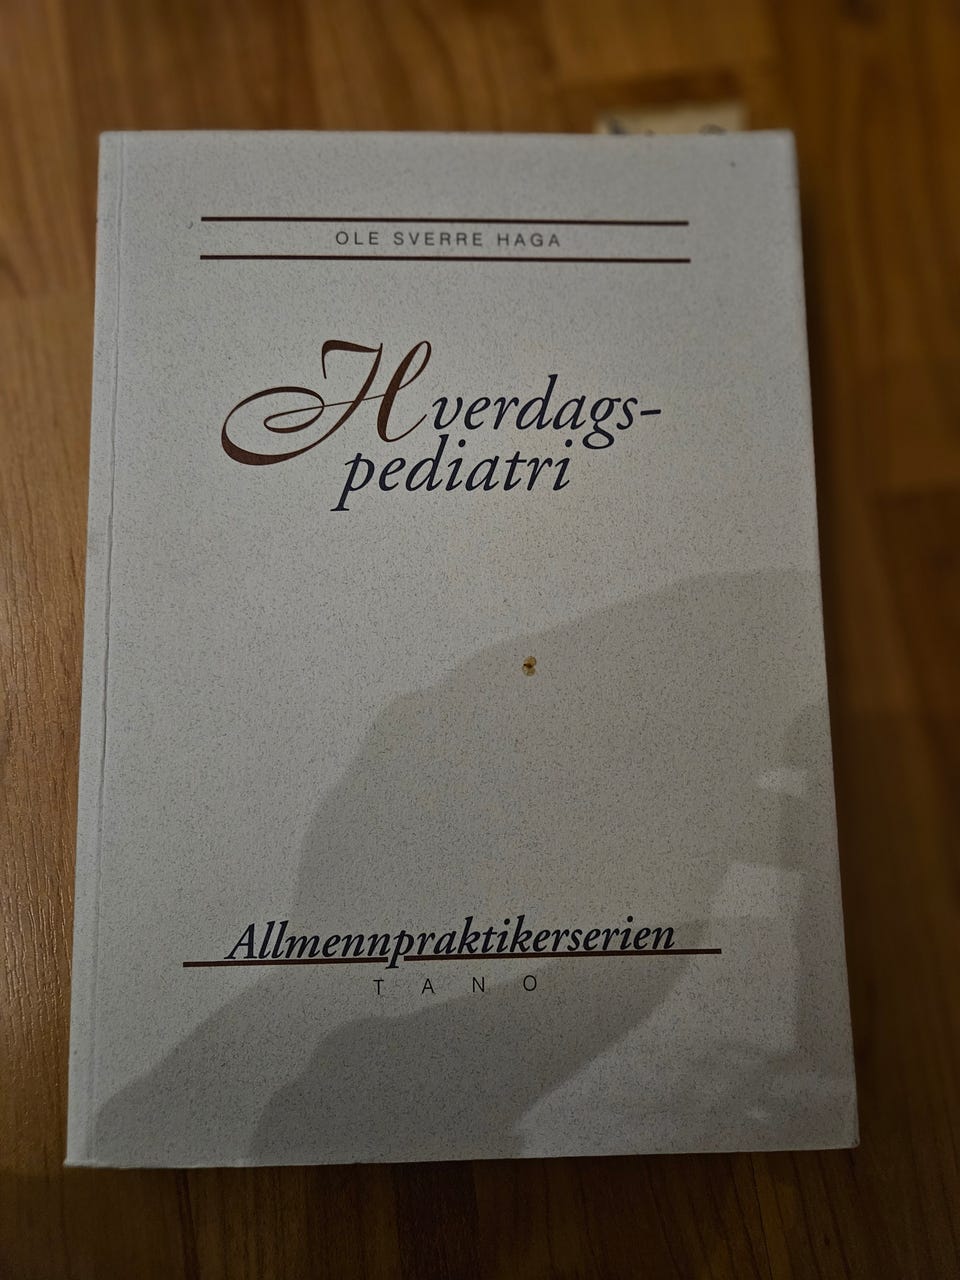 OLE SVERRE HAGA
Hverdags-
pediatri
Allmennpraktikerserien
TANO